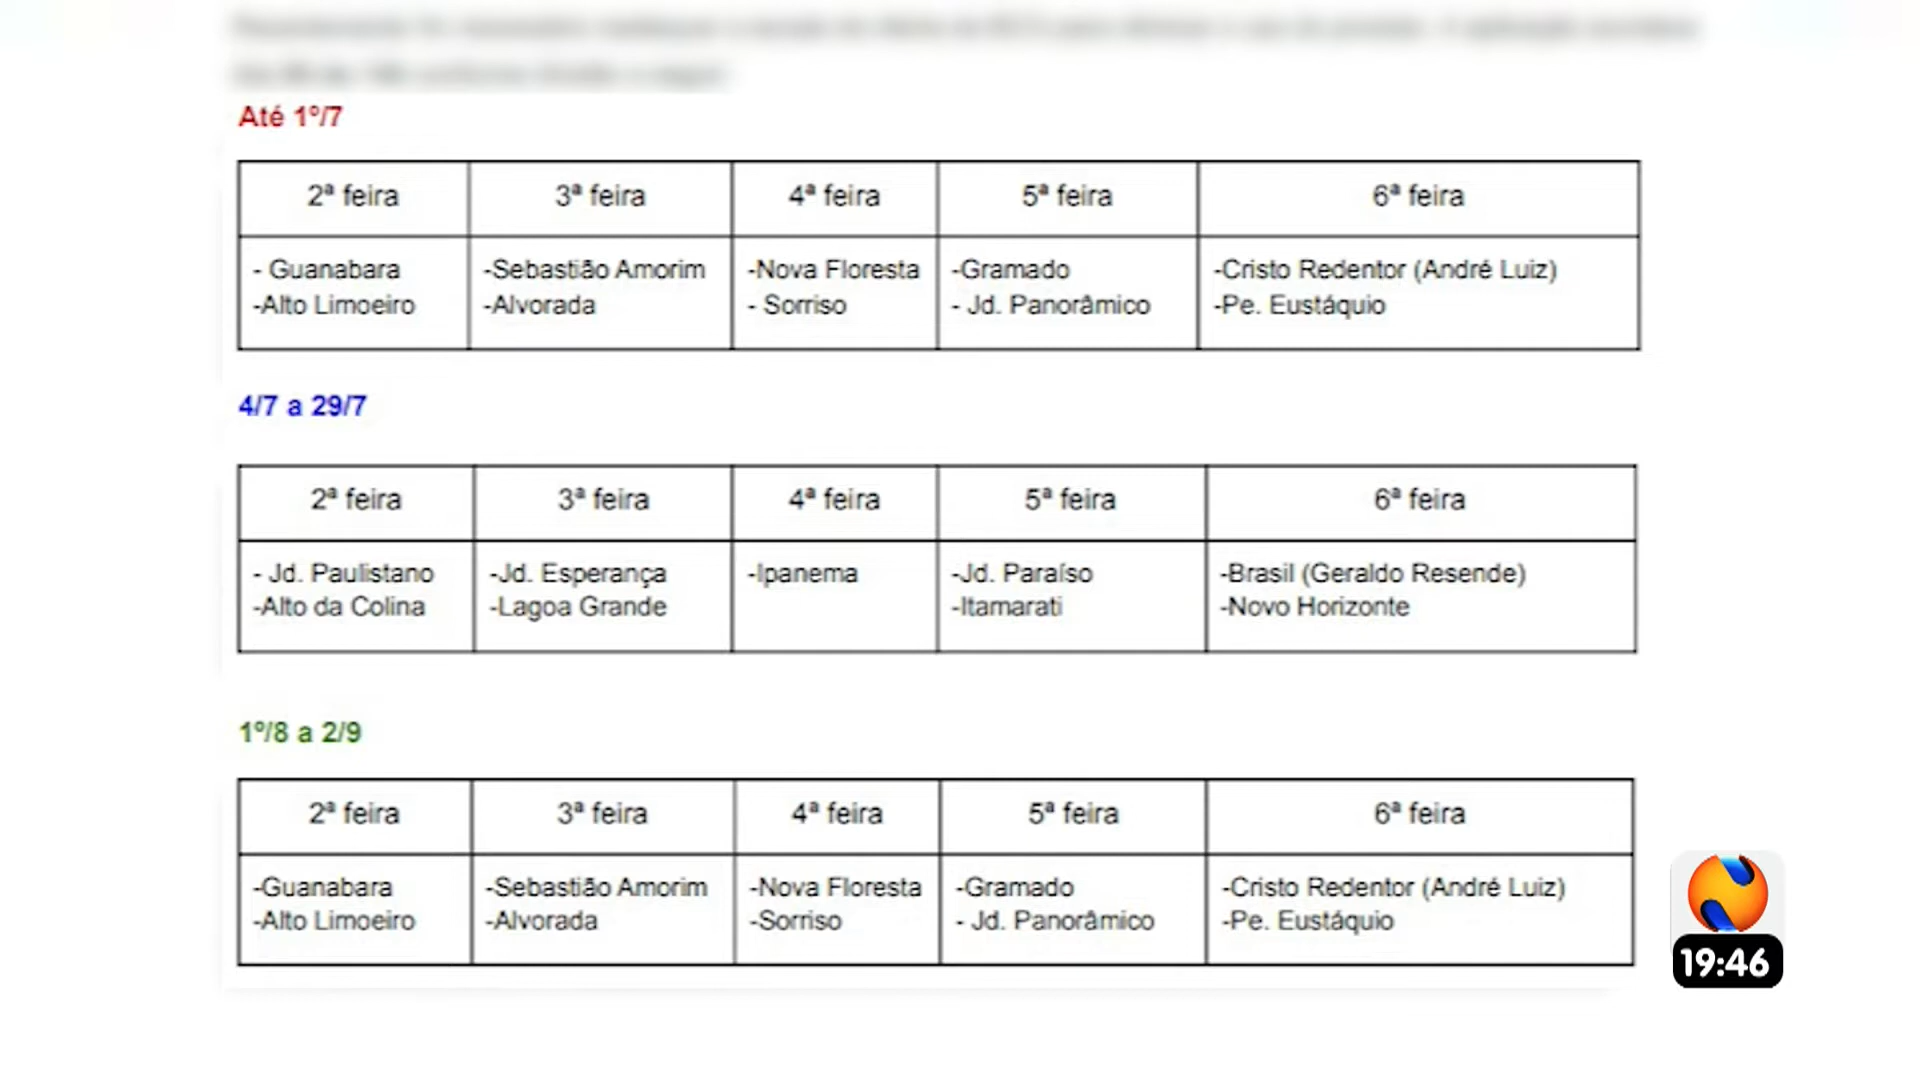 Até 1º/7
2ª feira 3ª feira 4ª feira 5ª feira 6ª feira
- Guanabara -Sebastião Amorim -Nova Floresta -Gramado -Cristo Redentor (André Luiz)
-Alto Limoeiro -Alvorada - Sorriso - Jd. Panorâmico -Pe. Eustáquio
4/7 a 29/7
2ª feira 3ª feira 4ª feira 5ª feira 6ª feira
- Jd. Paulistano -Jd. Esperança -Ipanema -Jd. Paraíso -Brasil (Geraldo Resende)
-Alto da Colina -Lagoa Grande -Itamarati -Novo Horizonte
1º/8 a 2/9
2ª feira 3ª feira 4ª feira 5ª feira 6ª feira
-Guanabara -Sebastião Amorim -Nova Floresta -Gramado -Cristo Redentor (André Luiz)
-Alto Limoeiro -Alvorada -Sorriso - Jd. Panorâmico -Pe. Eustáquio
19:46